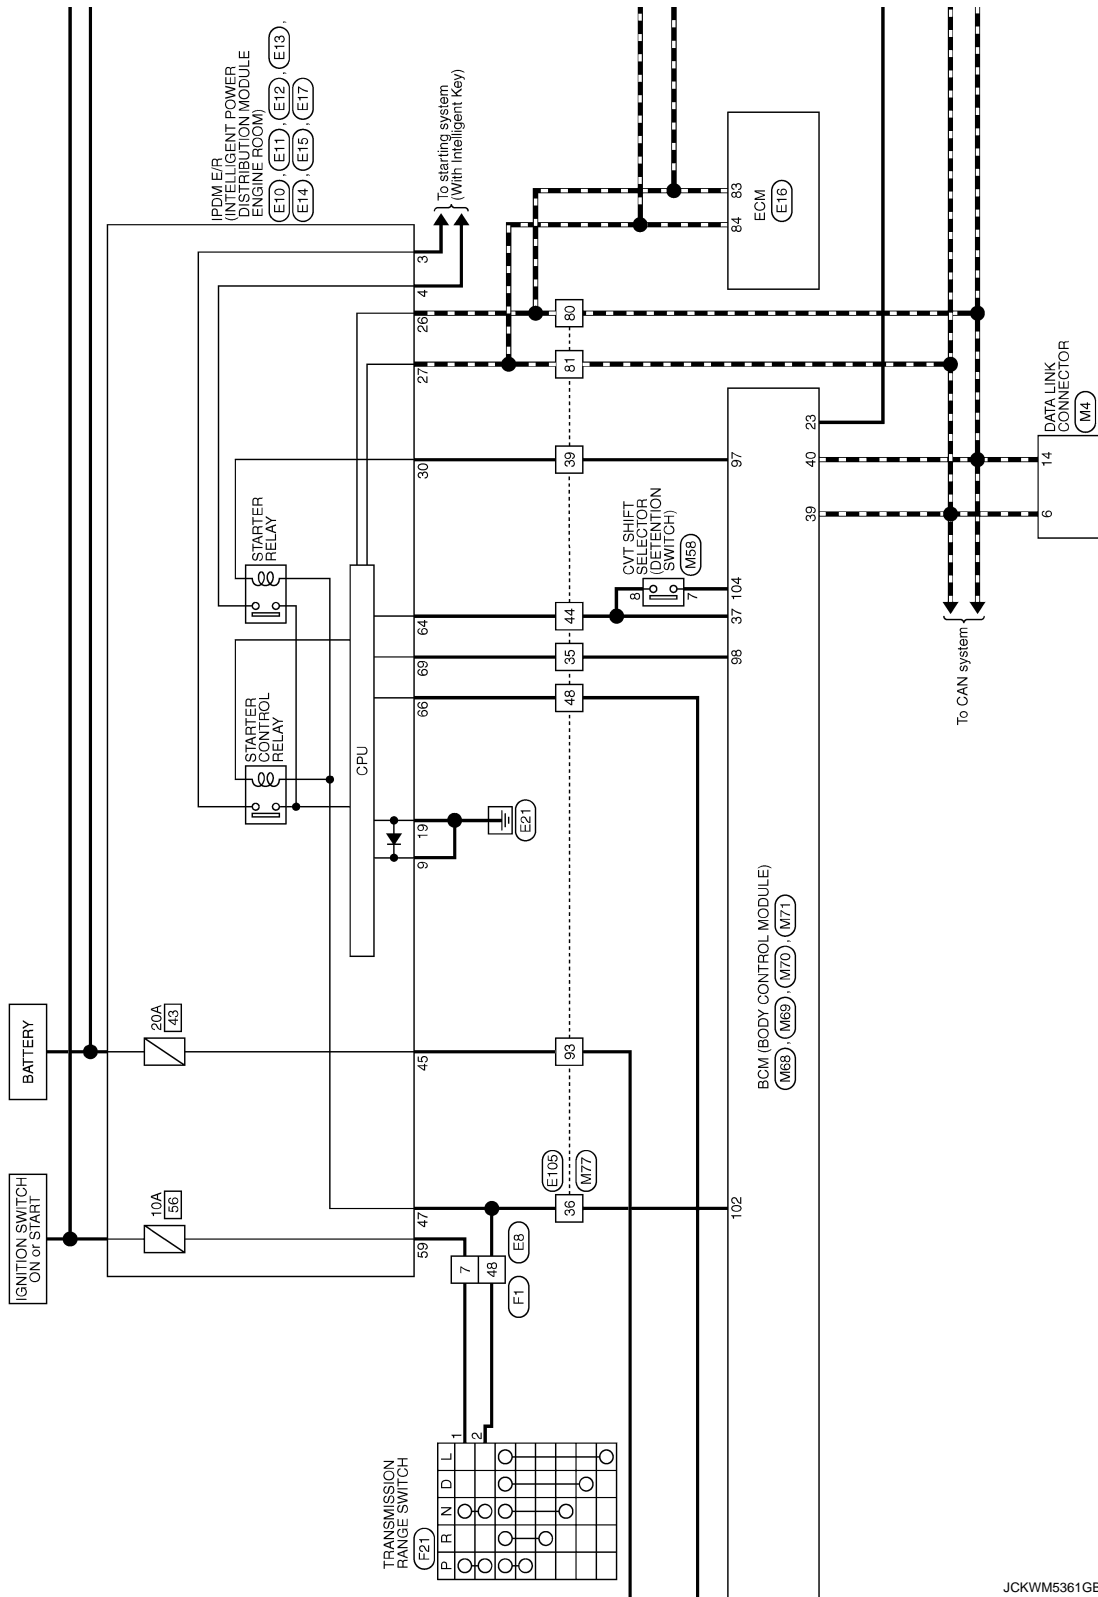 IGNITION SWITCH
ON or START
BATTERY
10A
56
20A
43
IPDM E/R
(INTELLIGENT POWER
DISTRIBUTION MODULE
ENGINE ROOM)
E10 , E11 , E12 , E13 ,
E14 , E15 , E17
STARTER
CONTROL
RELAY
STARTER
RELAY
CPU
To starting system
(With Intelligent Key)
59
47
45
9
19
66
69
64
30
27
26
4
3
E21
7
48
F1
E8
TRANSMISSION
RANGE SWITCH
F21
P R N D L
1
2
E105
M77
36
93
48
35
44
39
81
80
CVT SHIFT
SELECTOR
(DETENTION
SWITCH)
M58
8
7
84
83
ECM
E16
102
98
37
104
97
BCM (BODY CONTROL MODULE)
M68 , M69 , M70 , M71
39
40
23
To CAN system
DATA LINK
CONNECTOR
M4
6
14
JCKWM5361GB